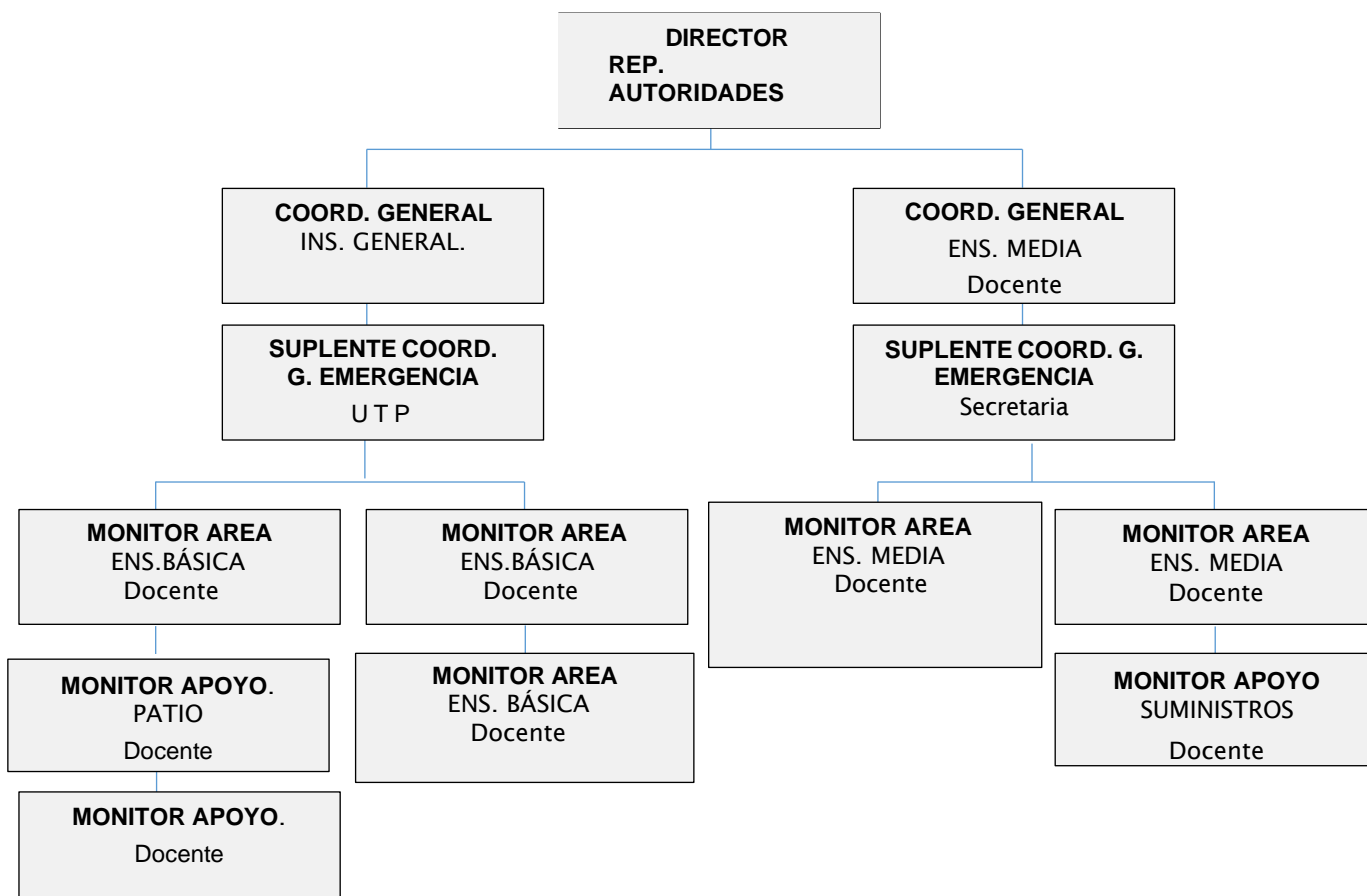 DIRECTOR
REP.
AUTORIDADES
COORD. GENERAL
INS. GENERAL.
COORD. GENERAL
ENS. MEDIA
Docente
SUPLENTE COORD.
G. EMERGENCIA
U T P
SUPLENTE COORD. G.
EMERGENCIA
Secretaria
MONITOR AREA
ENS.BÁSICA
Docente
MONITOR AREA
ENS.BÁSICA
Docente
MONITOR AREA
ENS. MEDIA
Docente
MONITOR AREA
ENS. MEDIA
Docente
MONITOR APOYO.
PATIO
Docente
MONITOR AREA
ENS. BÁSICA
Docente
MONITOR APOYO
SUMINISTROS
Docente
MONITOR APOYO.
Docente